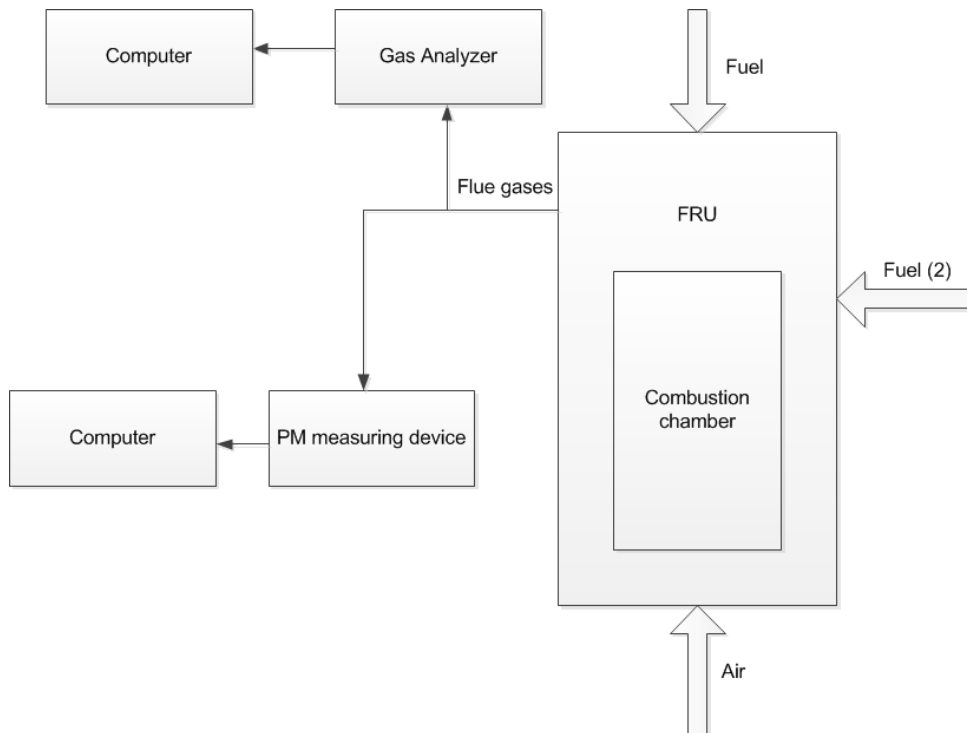 Computer
Gas Analyzer
Fuel
Flue gases
FRU
Fuel (2)
Combustion
chamber
Computer
PM measuring device
Air